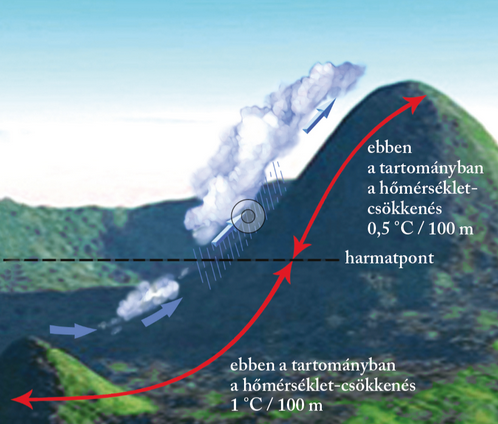 ebben
a tartományban
a hőmérséklet-
csökkenés
0,5 °C / 100 m
harmatpont
ebben a tartományban
a hőmérséklet-csökkenés
1 °C / 100 m